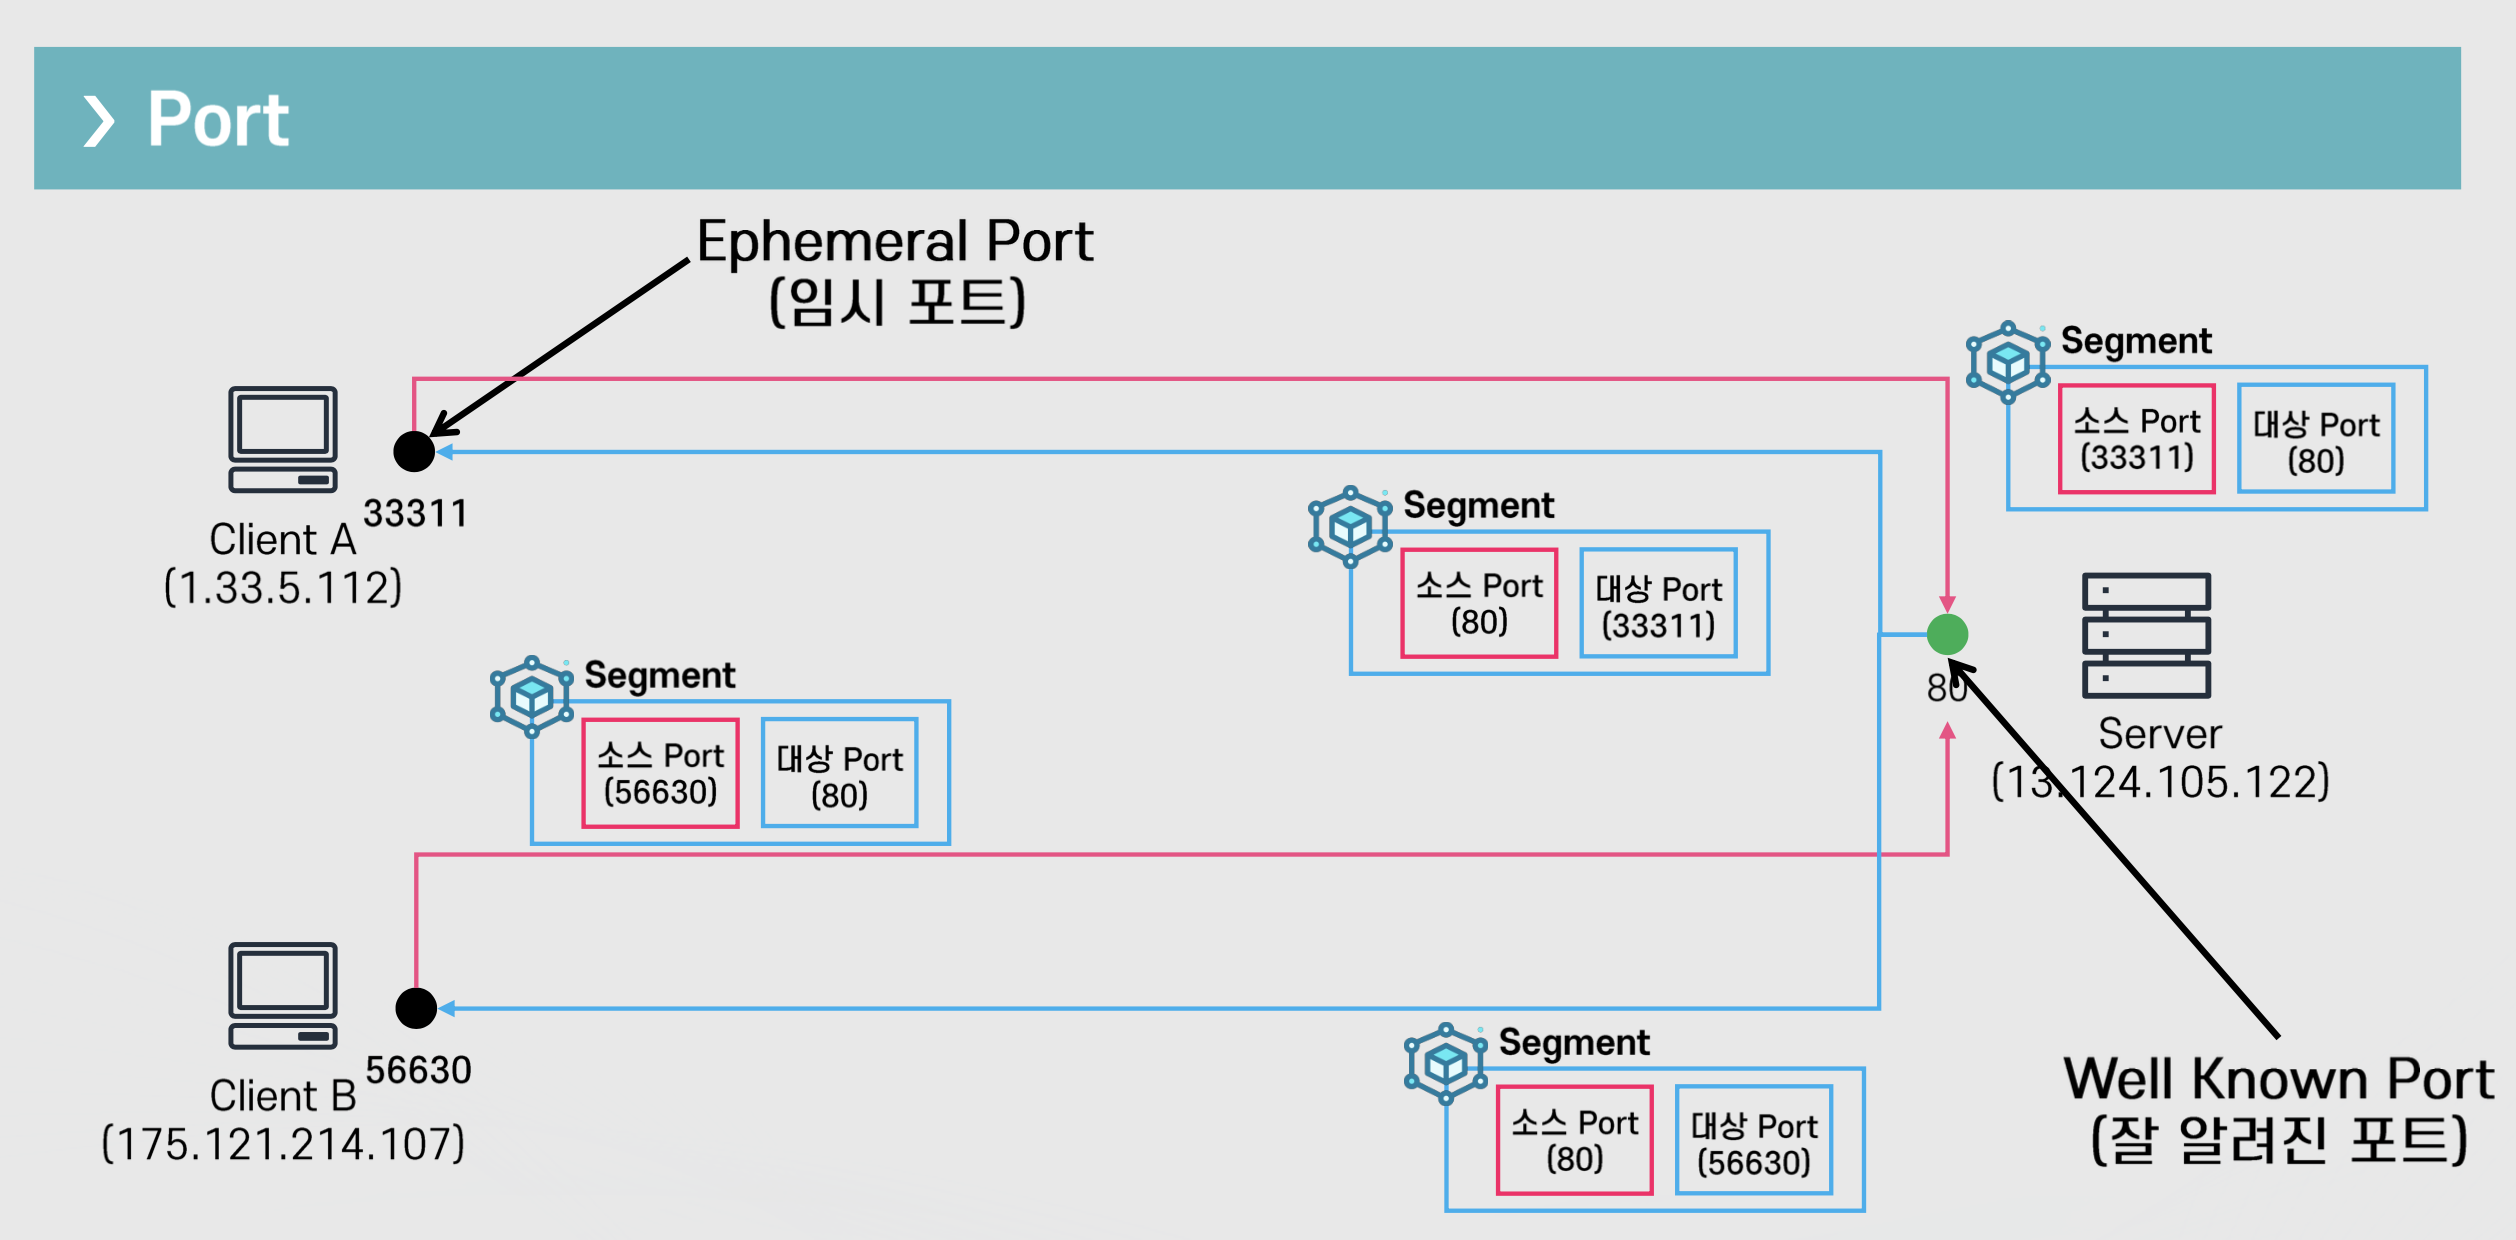 Port
Ephemeral Port
(임시 포트)
Segment
소스 Port
(33311)
대상 Port
(80)
33311
Client A
(1.33.5.112)
Segment
소스 Port
(80)
대상 Port
(33311)
80
Server
(13.124.105.122)
Segment
소스 Port
(56630)
대상 Port
(80)
56630
Client B
(175.121.214.107)
Segment
소스 Port
(80)
대상 Port
(56630)
Well Known Port
(잘 알려진 포트)